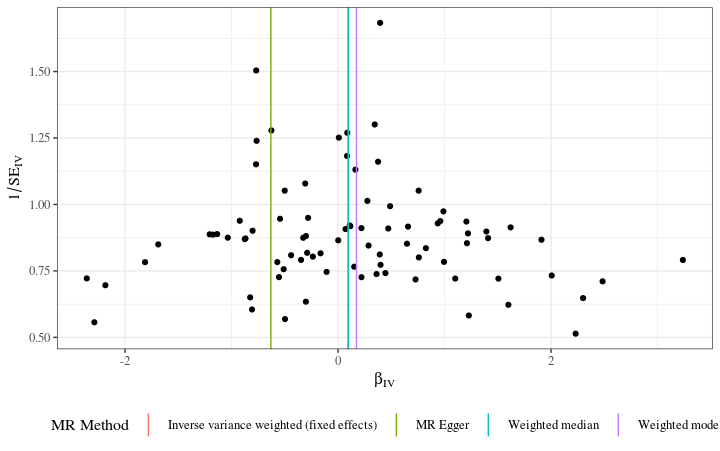 1.50
1.25
1.00
0.75
0.50
1/SE_IV
-2 0 2
β_IV
MR Method Inverse variance weighted (fixed effects) MR Egger Weighted median Weighted mode